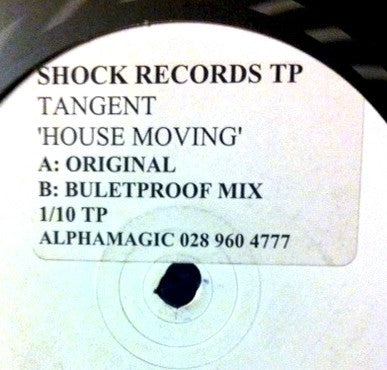 SHOCK RECORDS TP
TANGENT
'HOUSE MOVING'
A: ORIGINAL
B: BULETPROOF MIX
1/10 TP
ALPHAMAGIC 028 960 4777